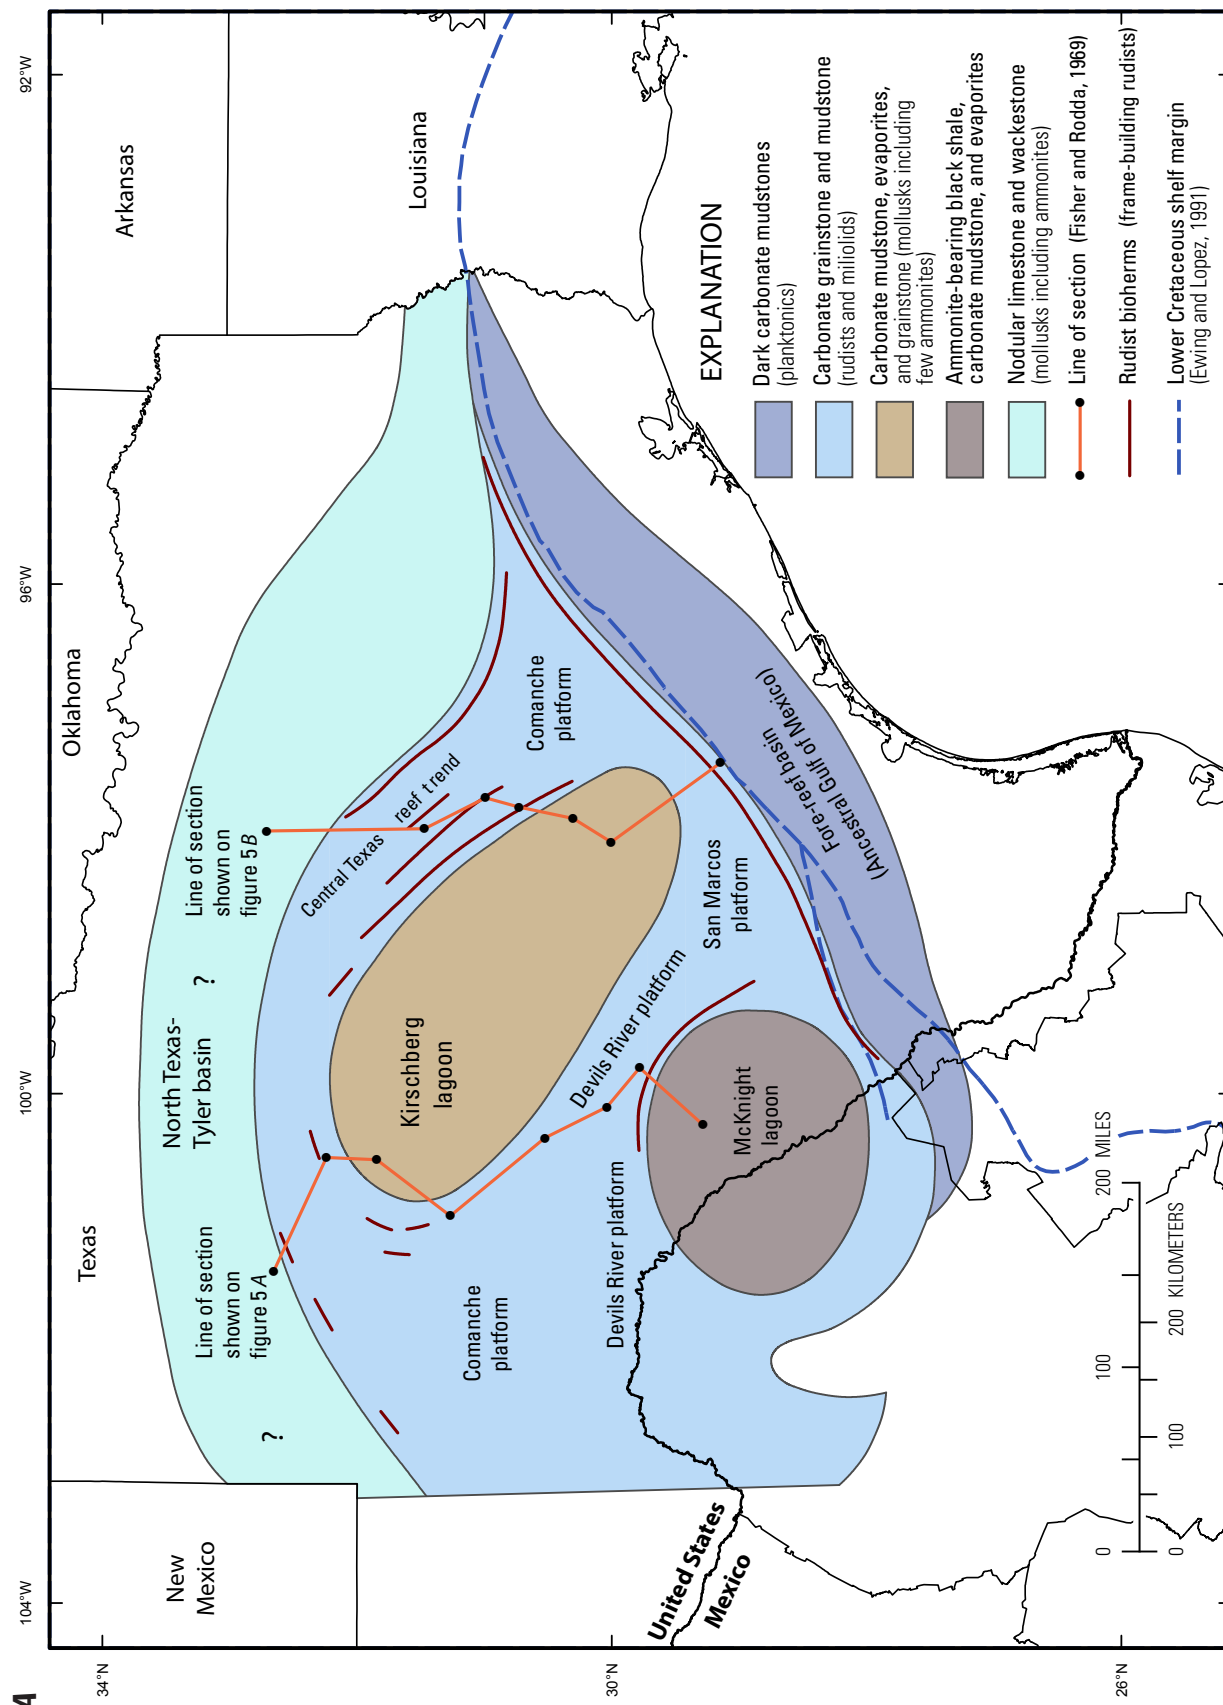 A
104°W
100°W
96°W
92°W
34°N
30°N
26°N
New
Mexico
Texas
Oklahoma
Arkansas
Louisiana
United States
Mexico
Line of section
shown on
figure 5A
North Texas-
Tyler basin
?
?
Line of section
shown on
figure 5B
Central Texas
reef trend
Comanche
platform
Kirschberg
lagoon
Comanche
platform
Devils River platform
Devils River platform
San Marcos
platform
McKnight
lagoon
Fore-reef basin
(Ancestral Gulf of Mexico)
EXPLANATION
Dark carbonate mudstones
(planktonics)
Carbonate grainstone and mudstone
(rudists and miliolids)
Carbonate mudstone, evaporites,
and grainstone (mollusks including
few ammonites)
Ammonite-bearing black shale,
carbonate mudstone, and evaporites
Nodular limestone and wackestone
(mollusks including ammonites)
Line of section (Fisher and Rodda, 1969)
Rudist bioherms (frame-building rudists)
Lower Cretaceous shelf margin
(Ewing and Lopez, 1991)
0 100 200 MILES
0 100 200 KILOMETERS